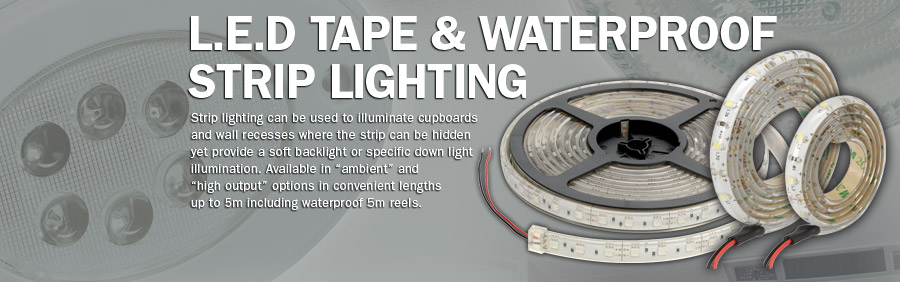 L.E.D TAPE & WATERPROOF
STRIP LIGHTING
Strip lighting can be used to illuminate cupboards
and wall recesses where the strip can be hidden
yet provide a soft backlight or specific down light
illumination. Available in “ambient” and
“high output” options in convenient lengths
up to 5m including waterproof 5m reels.